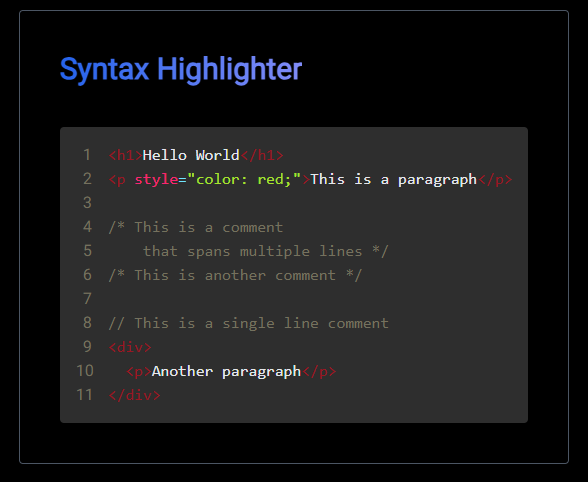 Syntax Highlighter
1 <h1>Hello World</h1>
2 <p style="color: red;">This is a paragraph</p>
3
4 /* This is a comment
5     that spans multiple lines */
6 /* This is another comment */
7
8 // This is a single line comment
9 <div>
10   <p>Another paragraph</p>
11 </div>